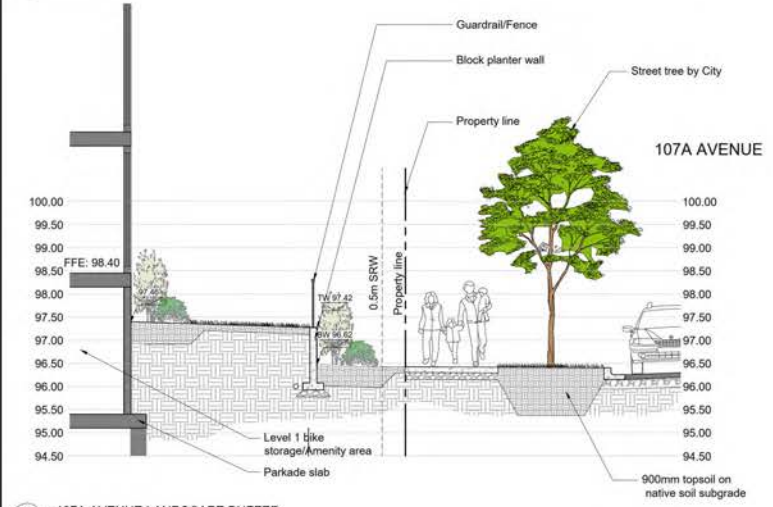 Guardrail/Fence
Block planter wall
Street tree by City
Property line
107A AVENUE
100.00
99.50
99.00
98.50
98.00
97.50
97.00
96.50
96.00
95.50
95.00
94.50
FFE: 98.40
97.46
TW 97.42
BW 96.62
0.5m SRW
Property line
100.00
99.50
99.00
98.50
98.00
97.50
97.00
96.50
96.00
95.50
95.00
94.50
Level 1 bike
storage/Amenity area
Parkade slab
900mm topsoil on
native soil subgrade